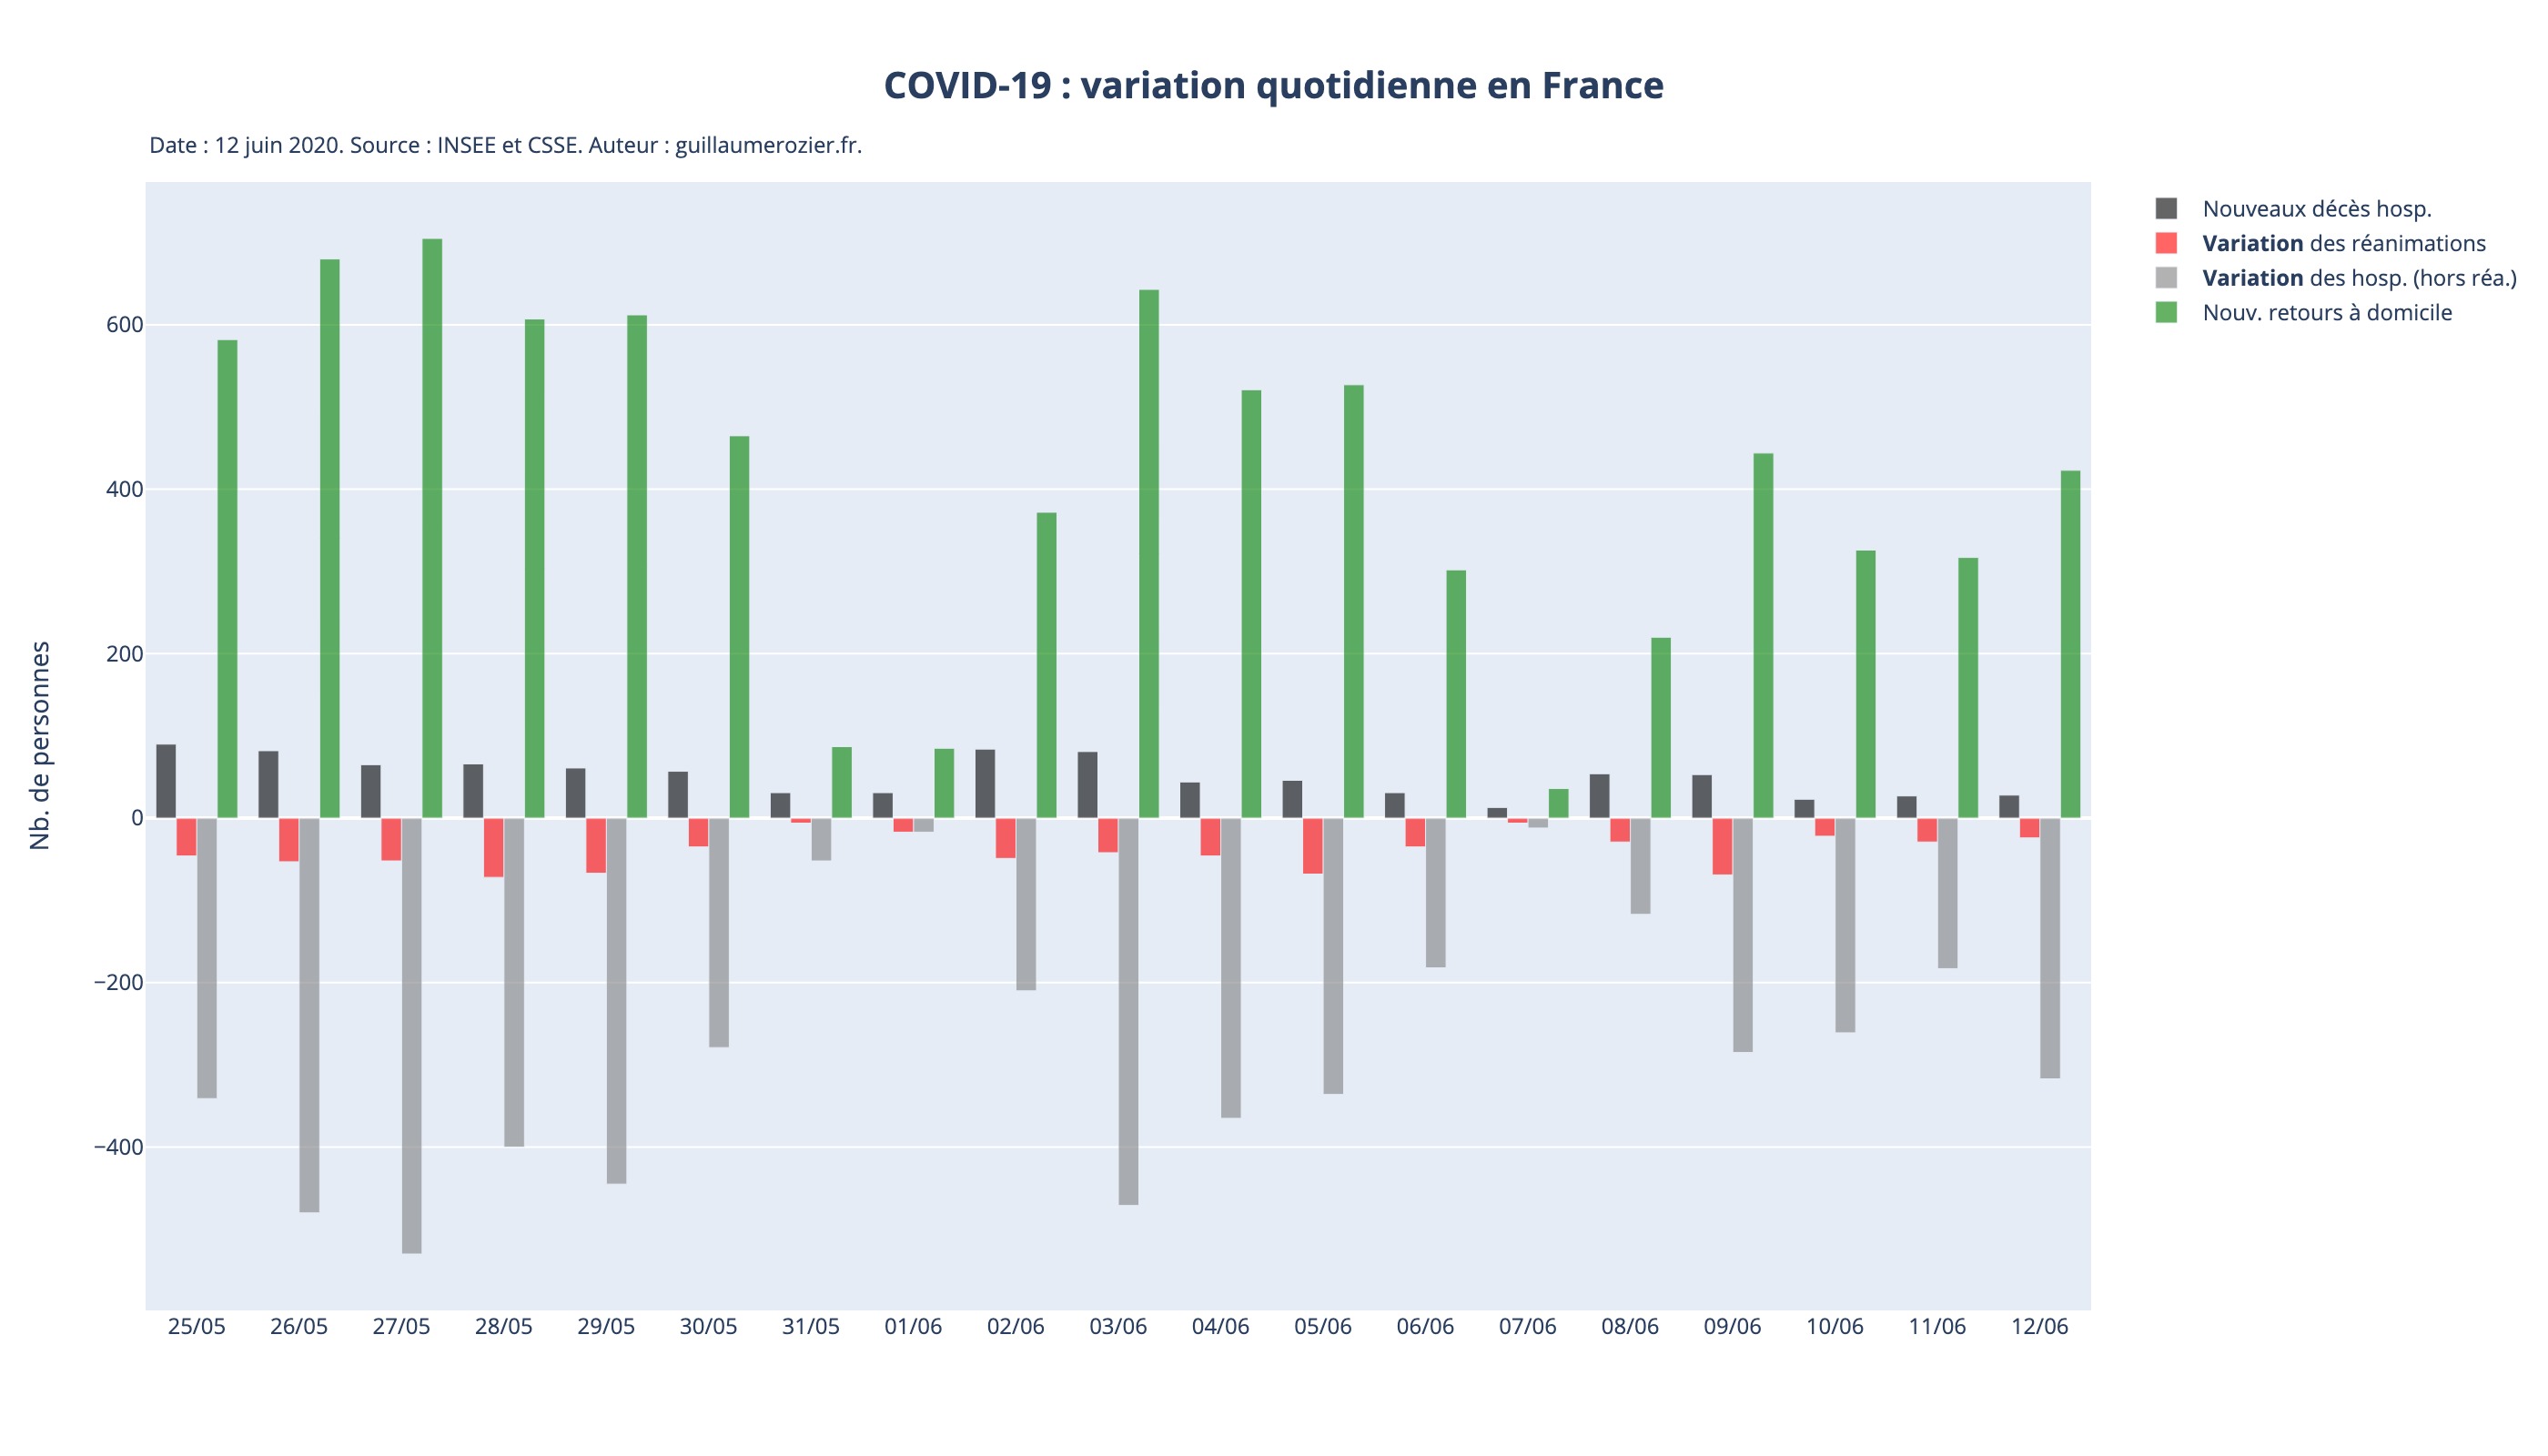 COVID-19 : variation quotidienne en France
Date : 12 juin 2020. Source : INSEE et CSSE. Auteur : guillaumerozier.fr.
Nouveaux décès hosp.
Variation des réanimations
Variation des hosp. (hors réa.)
Nouv. retours à domicile
Nb. de personnes
600
400
200
0
−200
−400
25/05 26/05 27/05 28/05 29/05 30/05 31/05 01/06 02/06 03/06 04/06 05/06 06/06 07/06 08/06 09/06 10/06 11/06 12/06